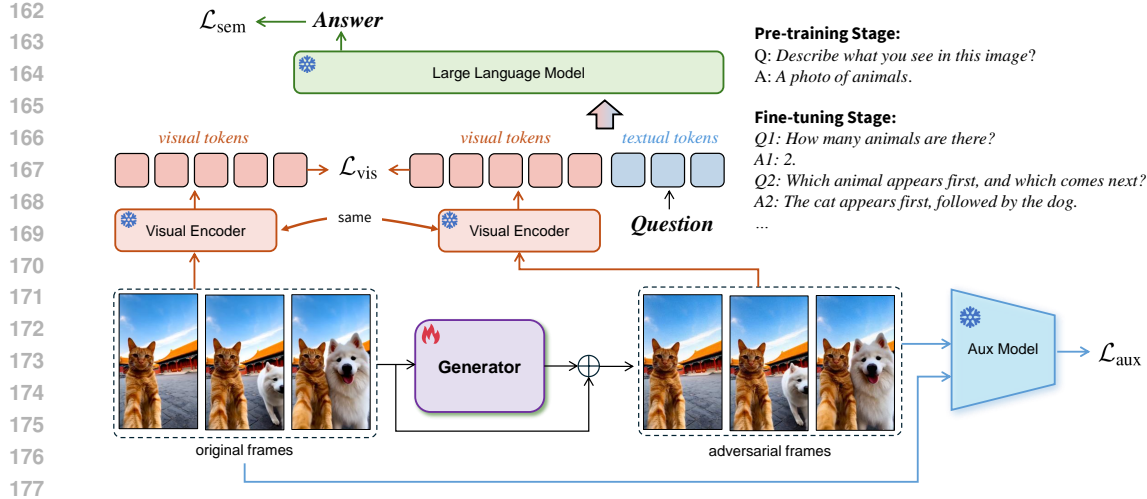 162
163
164
165
166
167
168
169
170
171
172
173
174
175
176
177
ℒsem
Answer
Large Language Model
visual tokens
visual tokens
textual tokens
ℒvis
Visual Encoder
same
Visual Encoder
Question
Generator
Aux Model
ℒaux
original frames
adversarial frames
Pre-training Stage:
Q: Describe what you see in this image?
A: A photo of animals.
Fine-tuning Stage:
Q1: How many animals are there?
A1: 2.
Q2: Which animal appears first, and which comes next?
A2: The cat appears first, followed by the dog.
...